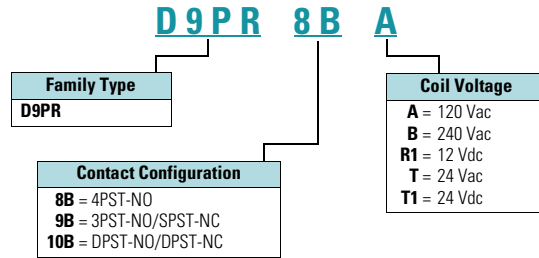 D9PR 8B A
Family Type
D9PR
Contact Configuration
8B = 4PST-NO
9B = 3PST-NO/SPST-NC
10B = DPST-NO/DPST-NC
Coil Voltage
A = 120 Vac
B = 240 Vac
R1 = 12 Vdc
T = 24 Vac
T1 = 24 Vdc